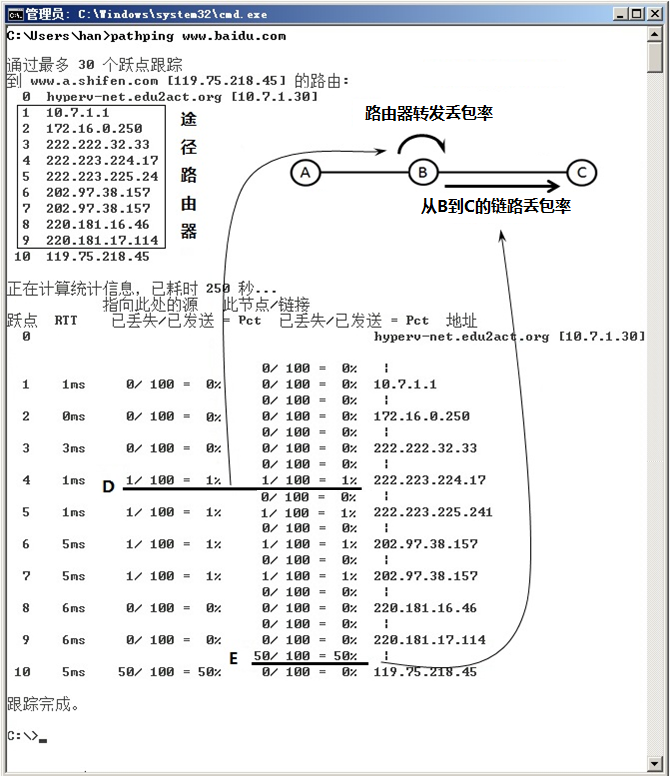 管理员: C:\Windows\system32\cmd.exe
C:\Users\han>pathping www.baidu.com
通过最多 30 个跃点跟踪
到 www.a.shifen.com [119.75.218.45] 的路由:
0 hyperv-net.edu2act.org [10.7.1.30]
1 10.7.1.1
2 172.16.0.250
3 222.222.32.33
4 222.223.224.17
5 222.223.225.24
6 202.97.38.157
7 202.97.38.157
8 220.181.16.46
9 220.181.17.114
10 119.75.218.45
途径路由器
路由器转发丢包率
A B C
从B到C的链路丢包率
正在计算统计信息，已耗时 250 秒...
指向此处的源 此节点/链接
跃点 RTT 已丢失/已发送 = Pct 已丢失/已发送 = Pct 地址
0 hyperv-net.edu2act.org [10.7.1.30]
0/ 100 = 0% |
1 1ms 0/ 100 = 0% 0/ 100 = 0% 10.7.1.1
0/ 100 = 0% |
2 0ms 0/ 100 = 0% 0/ 100 = 0% 172.16.0.250
0/ 100 = 0% |
3 3ms 0/ 100 = 0% 0/ 100 = 0% 222.222.32.33
0/ 100 = 0% |
D 4 1ms 1/ 100 = 1% 1/ 100 = 1% 222.223.224.17
0/ 100 = 0% |
5 1ms 1/ 100 = 1% 1/ 100 = 1% 222.223.225.241
0/ 100 = 0% |
6 5ms 1/ 100 = 1% 1/ 100 = 1% 202.97.38.157
0/ 100 = 0% |
7 5ms 1/ 100 = 1% 1/ 100 = 1% 202.97.38.157
0/ 100 = 0% |
8 6ms 0/ 100 = 0% 0/ 100 = 0% 220.181.16.46
0/ 100 = 0% |
9 6ms 0/ 100 = 0% 0/ 100 = 0% 220.181.17.114
E 50/ 100 = 50% |
10 5ms 50/ 100 = 50% 0/ 100 = 0% 119.75.218.45
跟踪完成。
C:\>_